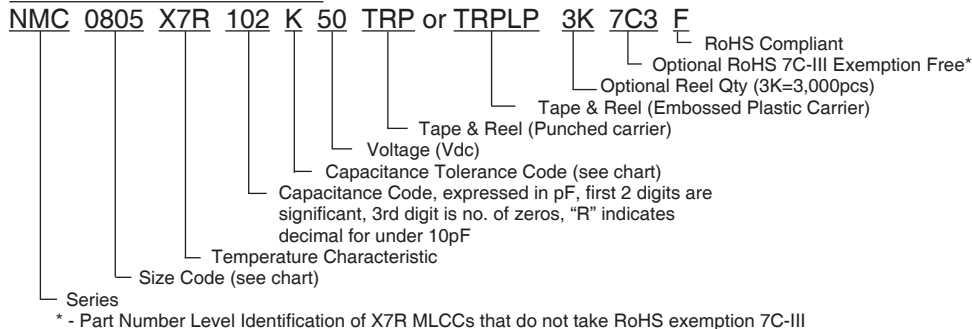 NMC 0805 X7R 102 K 50 TRP or TRPLP 3K 7C3 F
RoHS Compliant
Optional RoHS 7C-III Exemption Free*
Optional Reel Qty (3K=3,000pcs)
Tape & Reel (Embossed Plastic Carrier)
Tape & Reel (Punched carrier)
Voltage (Vdc)
Capacitance Tolerance Code (see chart)
Capacitance Code, expressed in pF, first 2 digits are
significant, 3rd digit is no. of zeros, “R” indicates
decimal for under 10pF
Temperature Characteristic
Size Code (see chart)
Series
* - Part Number Level Identification of X7R MLCCs that do not take RoHS exemption 7C-III